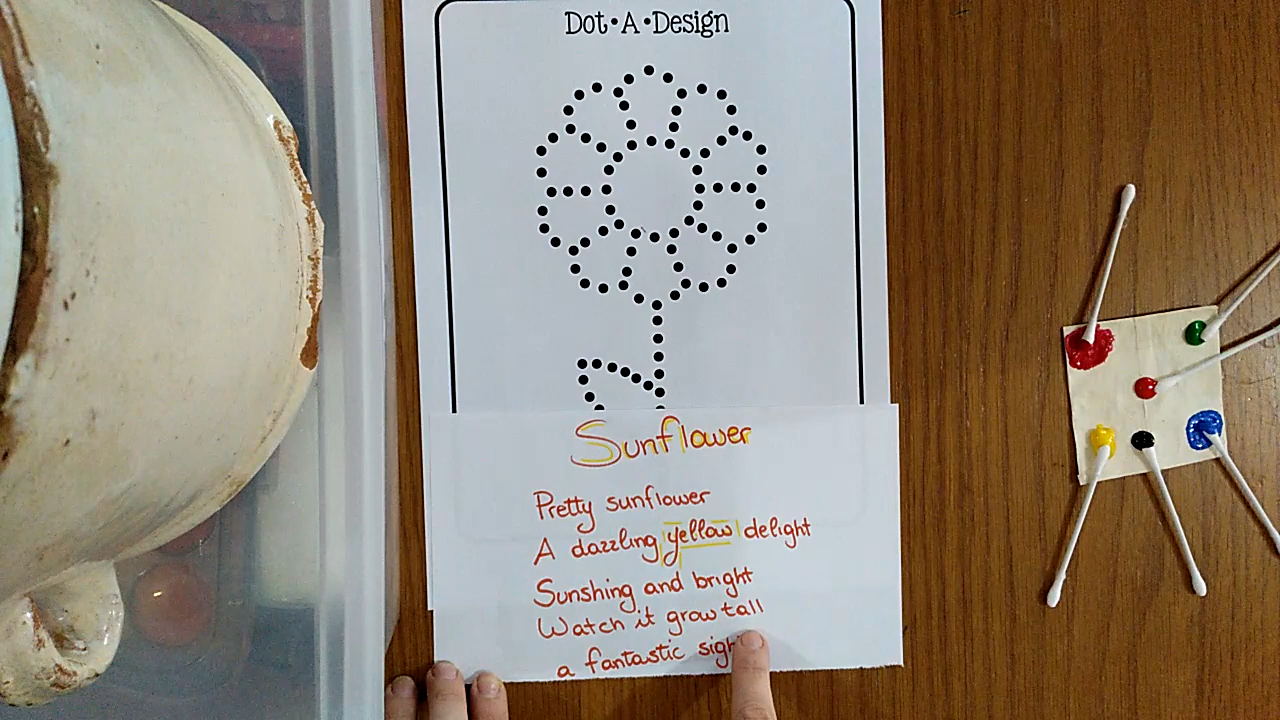 Dot•A•Design
Sunflower
Pretty sunflower
A dazzling yellow delight
Sunshing and bright
Watch it grow tall
a fantastic